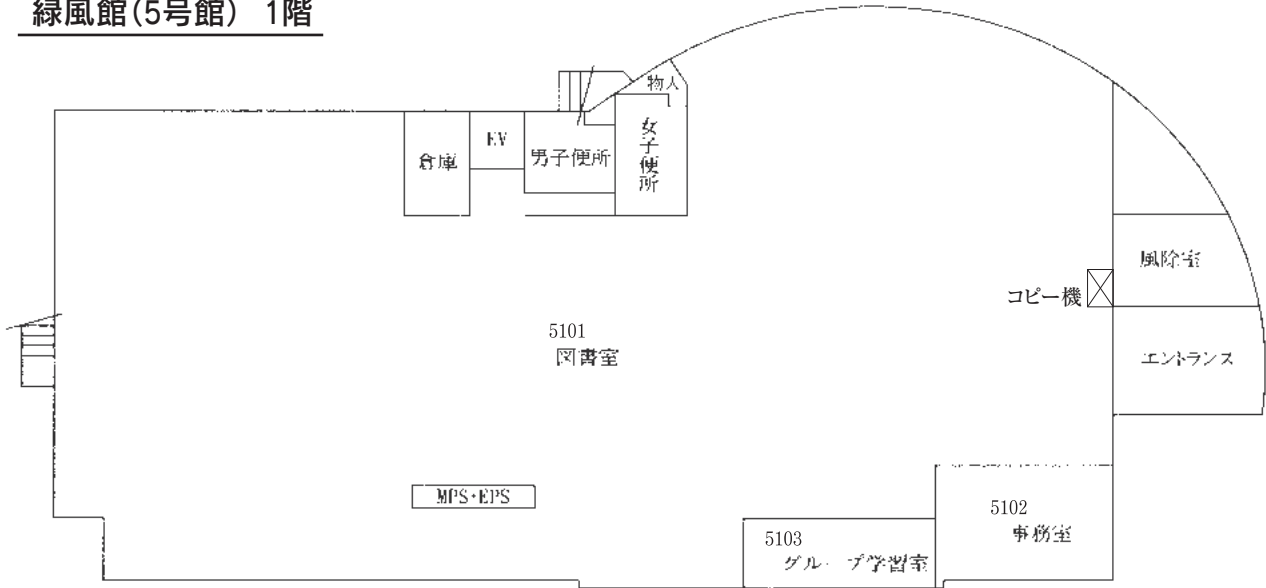 緑風館(5号館) 1階
物入
EV
女子便所
倉庫
男子便所
風除室
コピー機
5101
図書室
エントランス
MPS・EPS
5102
事務室
5103
グループ学習室